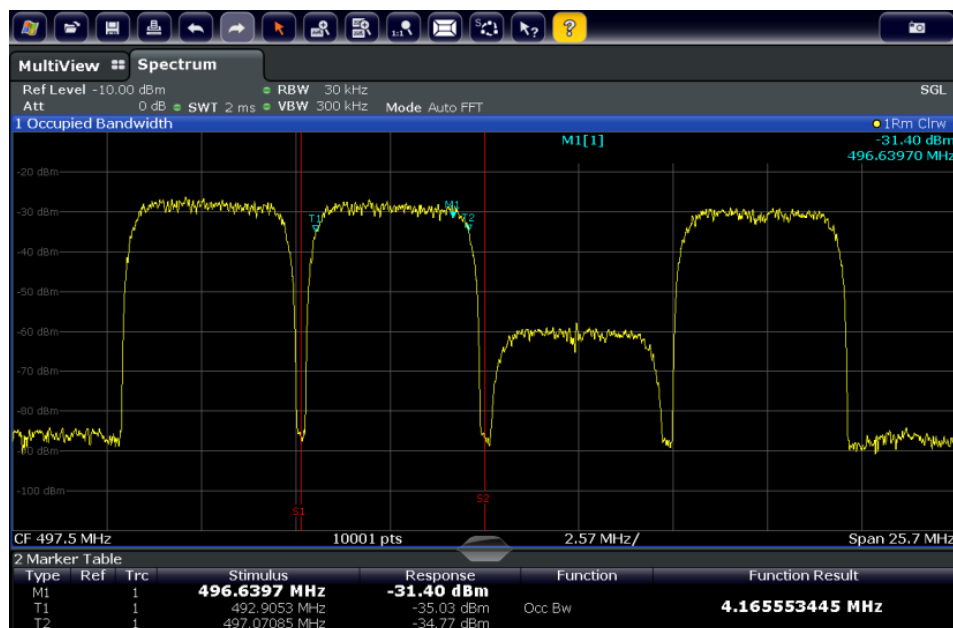 1:1
S
?
?
MultiView Spectrum
Ref Level -10.00 dBm RBW 30 kHz SGL
Att 0 dB SWT 2 ms VBW 300 kHz Mode Auto FFT
1 Occupied Bandwidth 1Rm Clrw
M1[1] -31.40 dBm
496.63970 MHz
-20 dBm
-30 dBm
T1 M1 T2
-40 dBm
-50 dBm
-60 dBm
-70 dBm
-80 dBm
-90 dBm
-100 dBm
S1 S2
CF 497.5 MHz 10001 pts 2.57 MHz/ Span 25.7 MHz
2 Marker Table
Type Ref Trc Stimulus Response Function Function Result
M1 1 496.6397 MHz -31.40 dBm
T1 1 492.9053 MHz -35.03 dBm Occ Bw 4.165553445 MHz
T2 1 497.07085 MHz -34.77 dBm